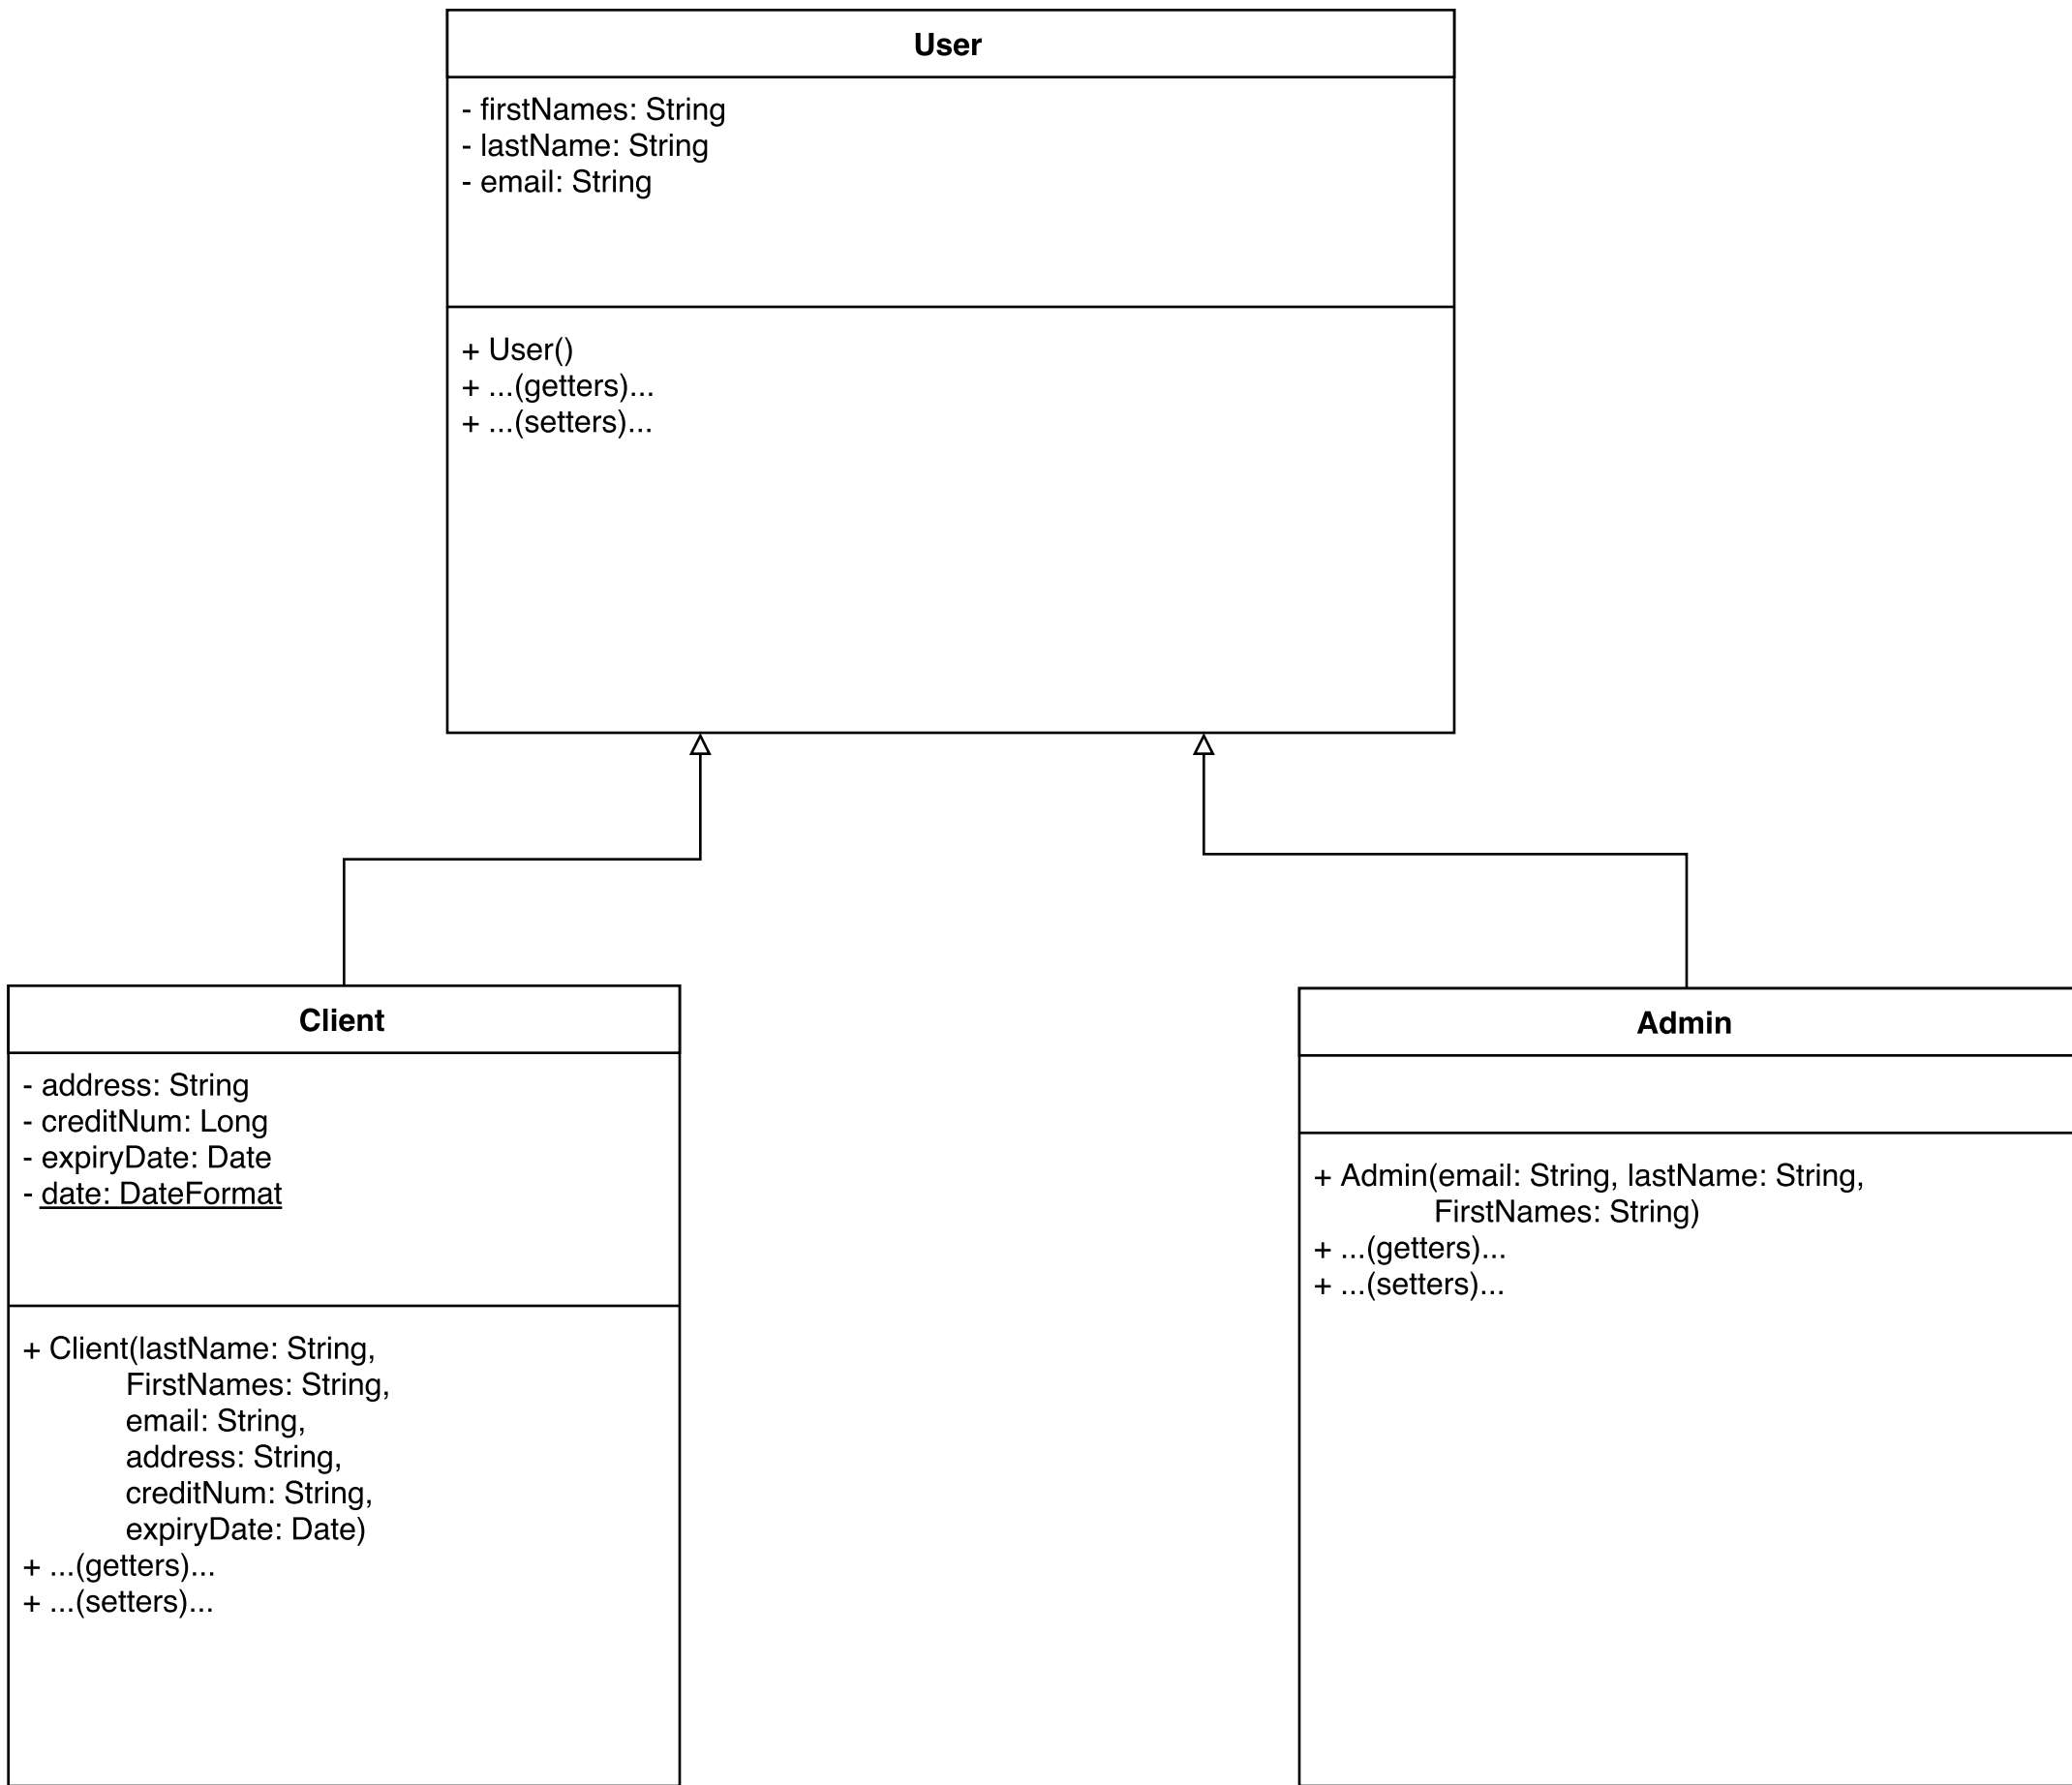 User
- firstNames: String
- lastName: String
- email: String
+ User()
+ ...(getters)...
+ ...(setters)...
Client
- address: String
- creditNum: Long
- expiryDate: Date
- date: DateFormat
+ Client(lastName: String,
FirstNames: String,
email: String,
address: String,
creditNum: String,
expiryDate: Date)
+ ...(getters)...
+ ...(setters)...
Admin
+ Admin(email: String, lastName: String,
FirstNames: String)
+ ...(getters)...
+ ...(setters)...